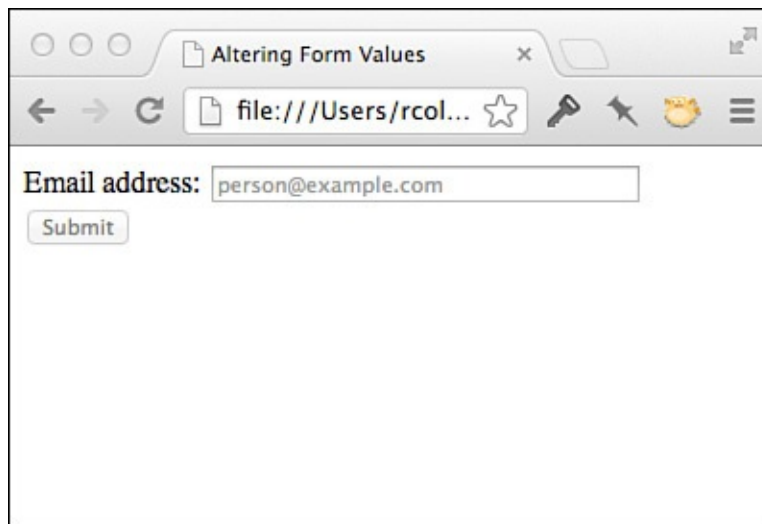 Altering Form Values
file:///Users/rcol...
Email address: person@example.com
Submit